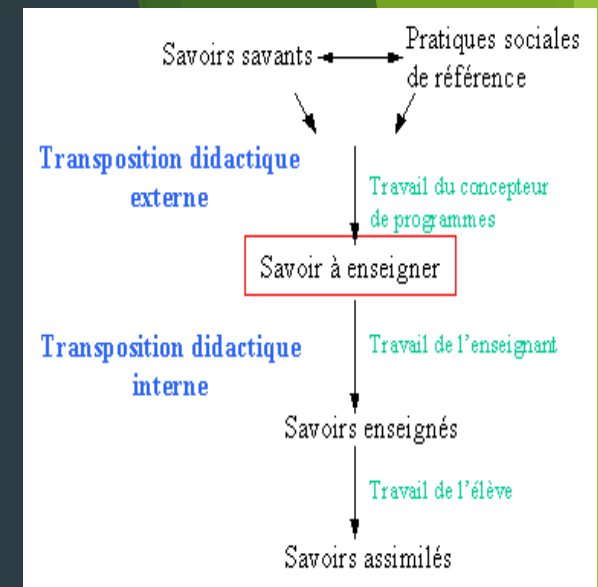 Savoirs savants
Pratiques sociales
de référence
Transposition didactique
externe
Travail du concepteur
de programmes
Savoir à enseigner
Transposition didactique
interne
Travail de l'enseignant
Savoirs enseignés
Travail de l'élève
Savoirs assimilés